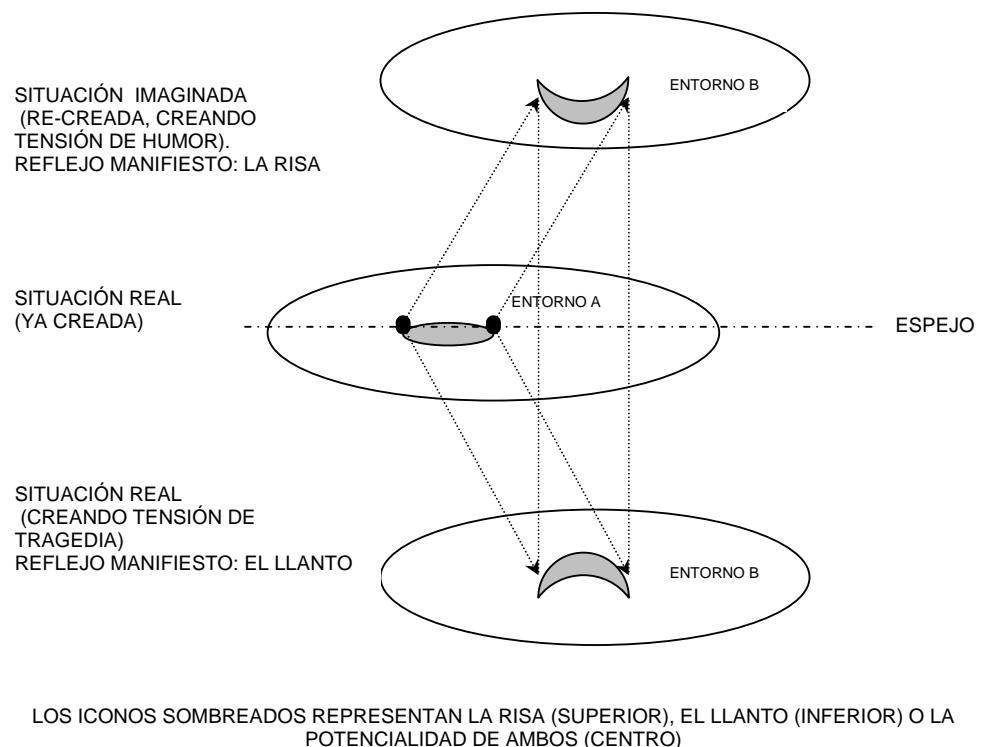 ENTORNO B
SITUACIÓN IMAGINADA
(RE-CREADA, CREANDO
TENSIÓN DE HUMOR).
REFLEJO MANIFIESTO: LA RISA
SITUACIÓN REAL
(YA CREADA)
ENTORNO A
ESPEJO
SITUACIÓN REAL
(CREANDO TENSIÓN DE
TRAGEDIA)
REFLEJO MANIFIESTO: EL LLANTO
ENTORNO B
LOS ICONOS SOMBREADOS REPRESENTAN LA RISA (SUPERIOR), EL LLANTO (INFERIOR) O LA
POTENCIALIDAD DE AMBOS (CENTRO)